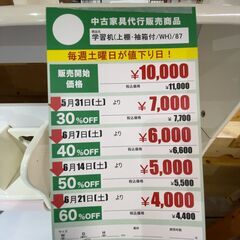 中古家具代行販売商品
学習机(上棚・袖箱付/WH)/87
毎週土曜日が値下り日！
販売開始価格 ¥10,000
税込価格 ¥11,000
5月31日(土)より ¥7,000
30%OFF 税込価格 ¥7,700
6月7日(土)より ¥6,000
40%OFF 税込価格 ¥6,600
6月14日(土)より ¥5,000
50%OFF 税込価格 ¥5,500
6月21日(土)より ¥4,000
60%OFF 税込価格 ¥4,400